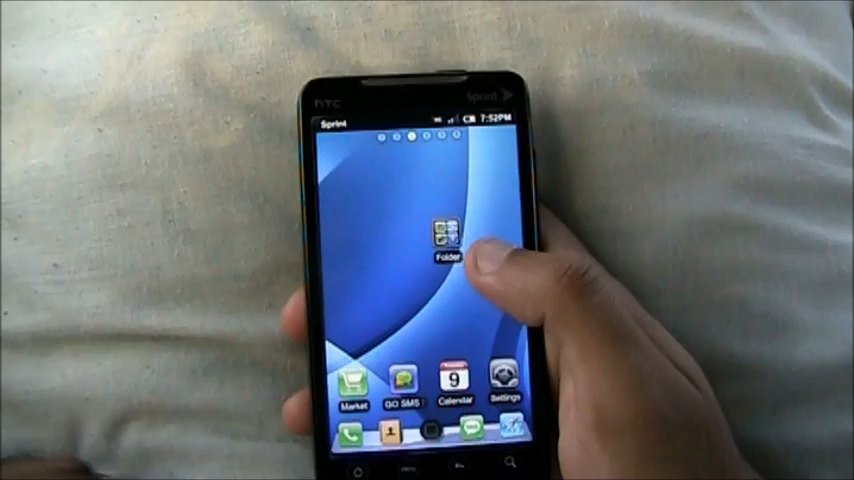 hTC Sprint
Sprint 7:52PM
Folder
9
Market GO SMS Calendar Settings